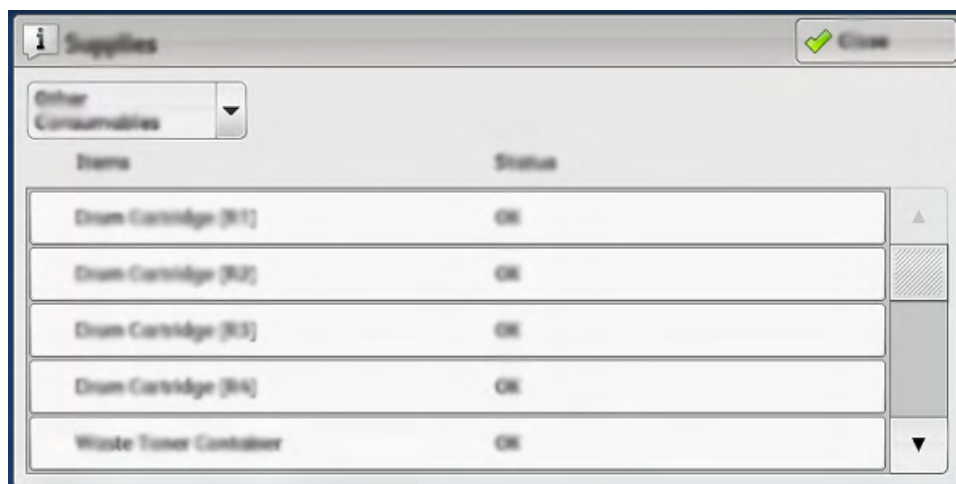 Supplies
Close
Other
Consumables
Items Status
Drum Cartridge [R1] OK
Drum Cartridge [R2] OK
Drum Cartridge [R3] OK
Drum Cartridge [R4] OK
Waste Toner Container OK